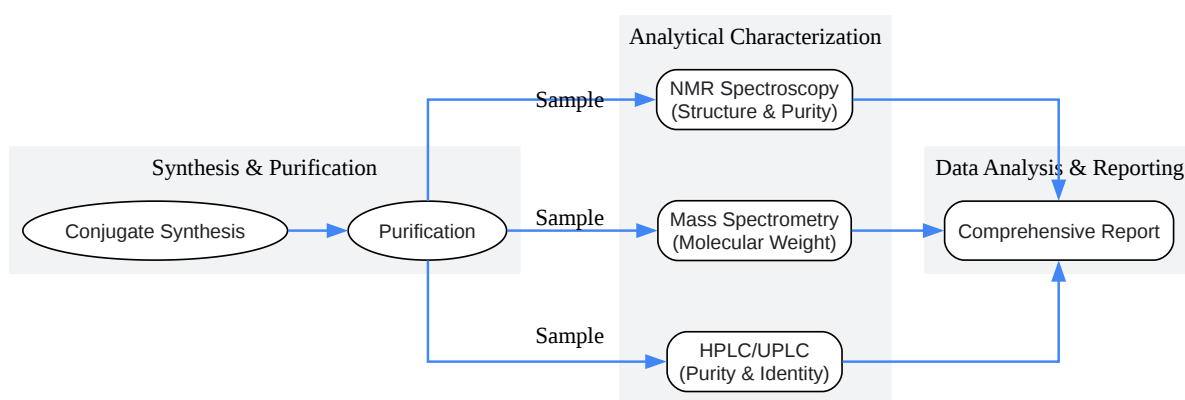 Analytical Characterization
NMR Spectroscopy
(Structure & Purity)
Sample
Synthesis & Purification
Data Analysis & Reporting
Conjugate Synthesis
Purification
Sample
Mass Spectrometry
(Molecular Weight)
Comprehensive Report
Sample
HPLC/UPLC
(Purity & Identity)